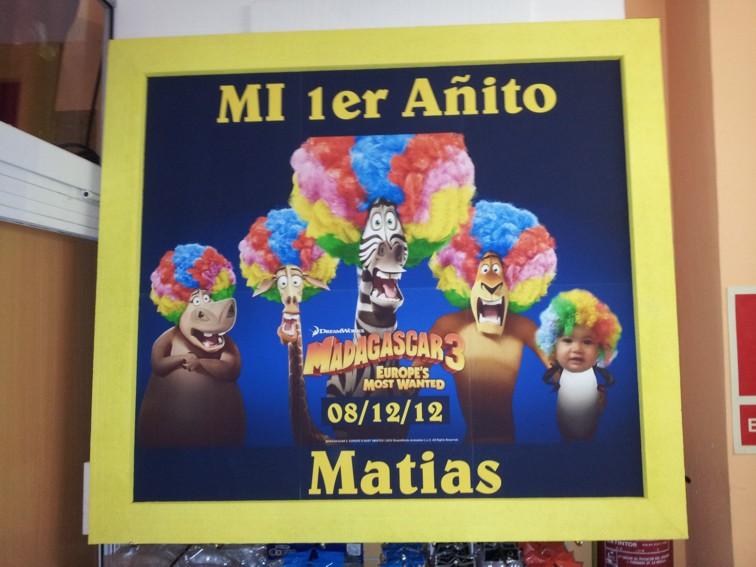 MI 1er Añito
DREAMWORKS
MADAGASCAR 3
EUROPE'S
MOST WANTED
08/12/12
Matias